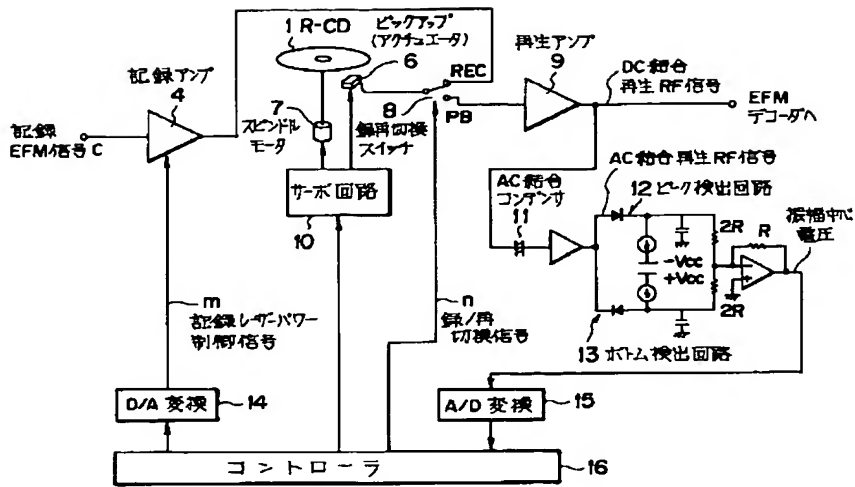 1 R-CD
ピックアップ
(アクチュエータ)
6
記録アンプ
4
REC
再生アンプ
9
DC結合
再生RF信号
EFM
デコーダへ
7
スピンドル
モータ
8
PB
録再切換
スイッチ
記録
EFM信号C
サーボ回路
10
AC結合再生RF信号
AC結合
コンデンサ
11
12 ピーク検出回路
振幅中心
電圧
2R
R
-Vcc
+Vcc
2R
13 ボトム検出回路
m
記録レーザーパワー
制御信号
n
録/再
切換信号
D/A変換
14
A/D変換
15
コントローラ
16